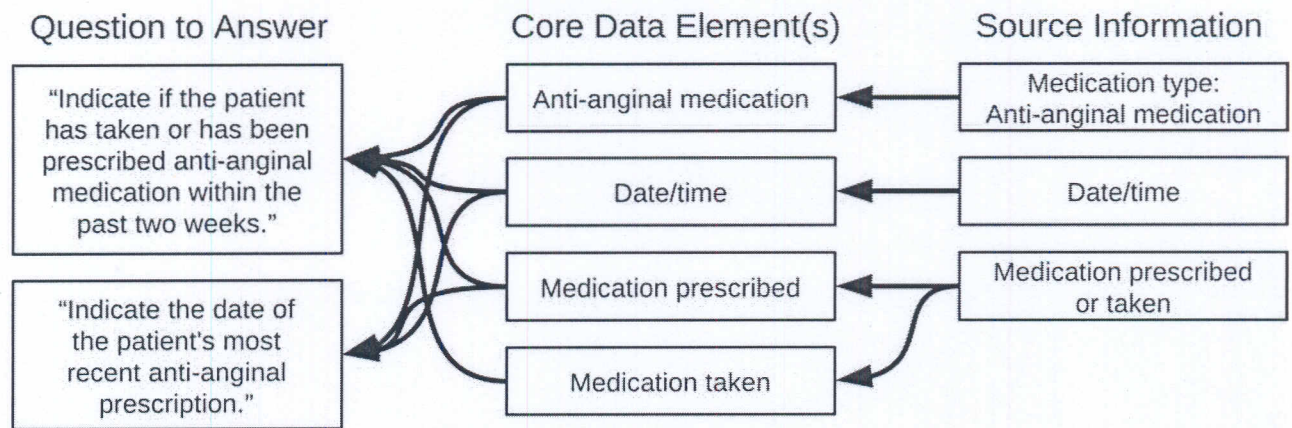 Question to Answer
Core Data Element(s)
Source Information
“Indicate if the patient
has taken or has been
prescribed anti-anginal
medication within the
past two weeks.”
“Indicate the date of
the patient's most
recent anti-anginal
prescription.”
Anti-anginal medication
Date/time
Medication prescribed
Medication taken
Medication type:
Anti-anginal medication
Date/time
Medication prescribed
or taken